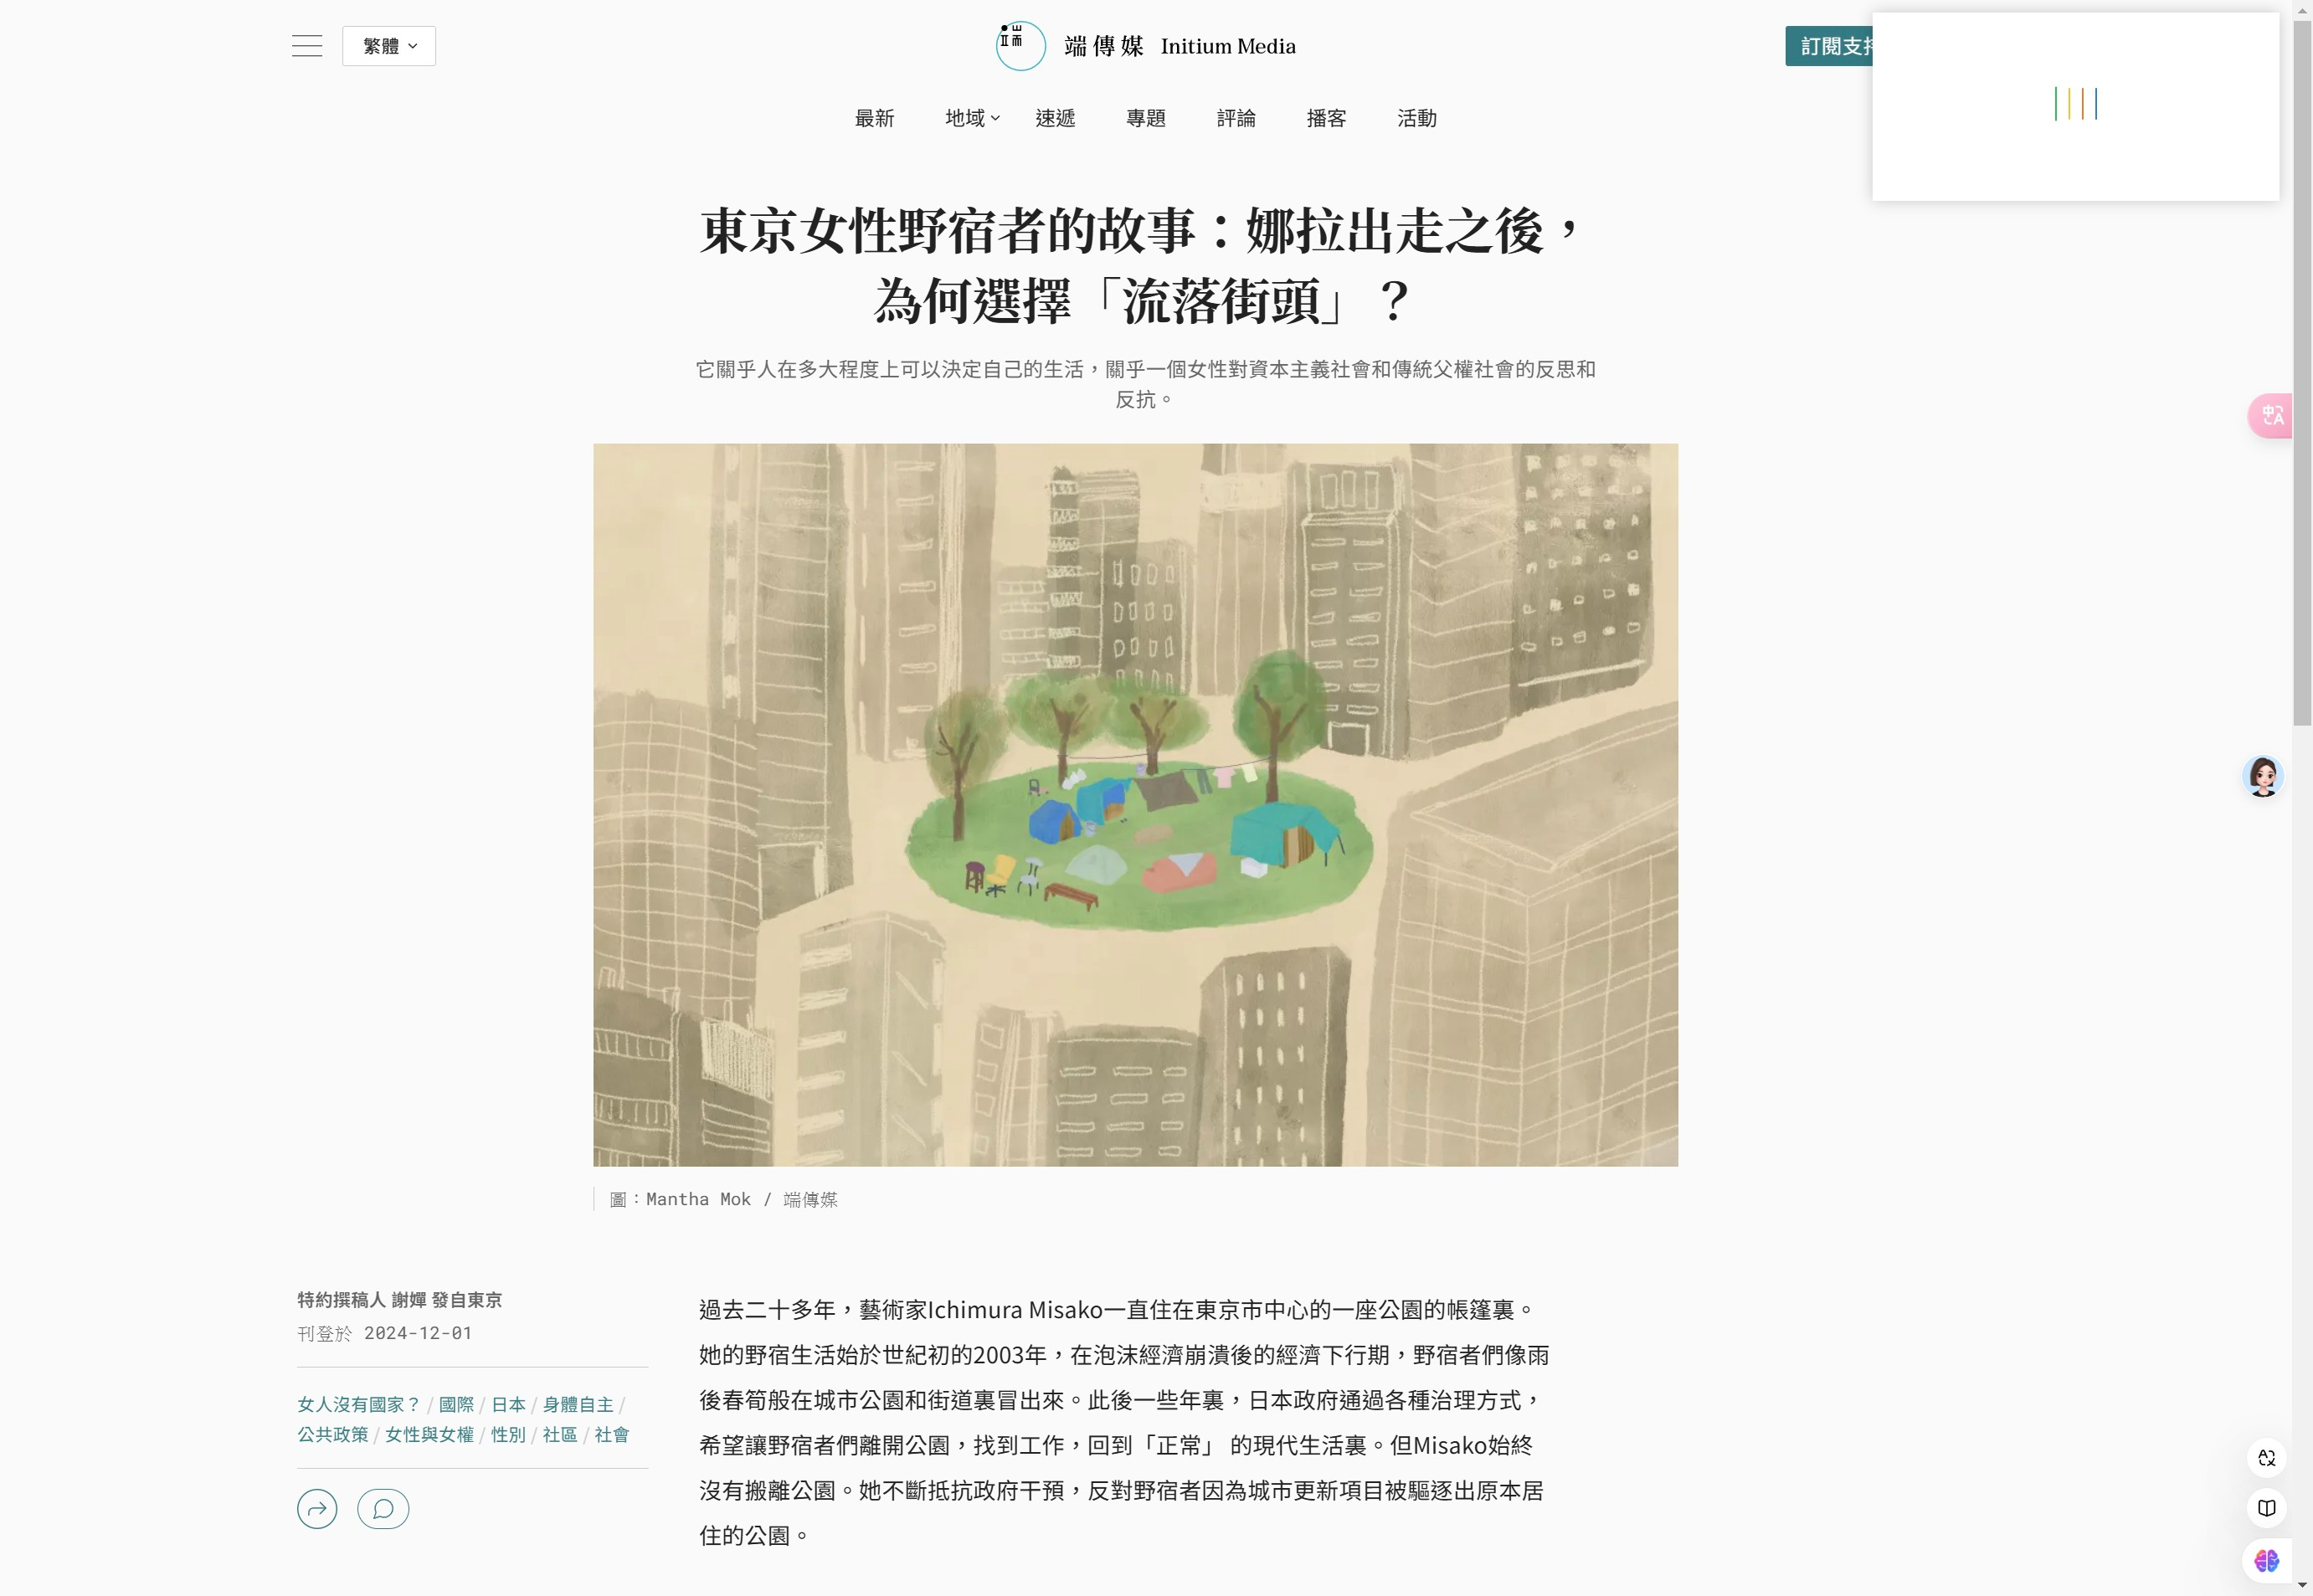 繁體
端
端傳媒 Initium Media
訂閱支
最新 地域 速遞 專題 評論 播客 活動
東京女性野宿者的故事：娜拉出走之後，
為何選擇「流落街頭」？
它關乎人在多大程度上可以決定自己的生活，關乎一個女性對資本主義社會和傳統父權社會的反思和
反抗。
中A
圖：Mantha Mok / 端傳媒
特約撰稿人 謝嬋 發自東京
刊登於 2024-12-01
女人沒有國家？ / 國際 / 日本 / 身體自主 /
公共政策 / 女性與女權 / 性別 / 社區 / 社會
過去二十多年，藝術家Ichimura Misako一直住在東京市中心的一座公園的帳篷裏。
她的野宿生活始於世紀初的2003年，在泡沫經濟崩潰後的經濟下行期，野宿者們像雨
後春筍般在城市公園和街道裏冒出來。此後一些年裏，日本政府通過各種治理方式，
希望讓野宿者們離開公園，找到工作，回到「正常」 的現代生活裏。但Misako始終
沒有搬離公園。她不斷抵抗政府干預，反對野宿者因為城市更新項目被驅逐出原本居
住的公園。